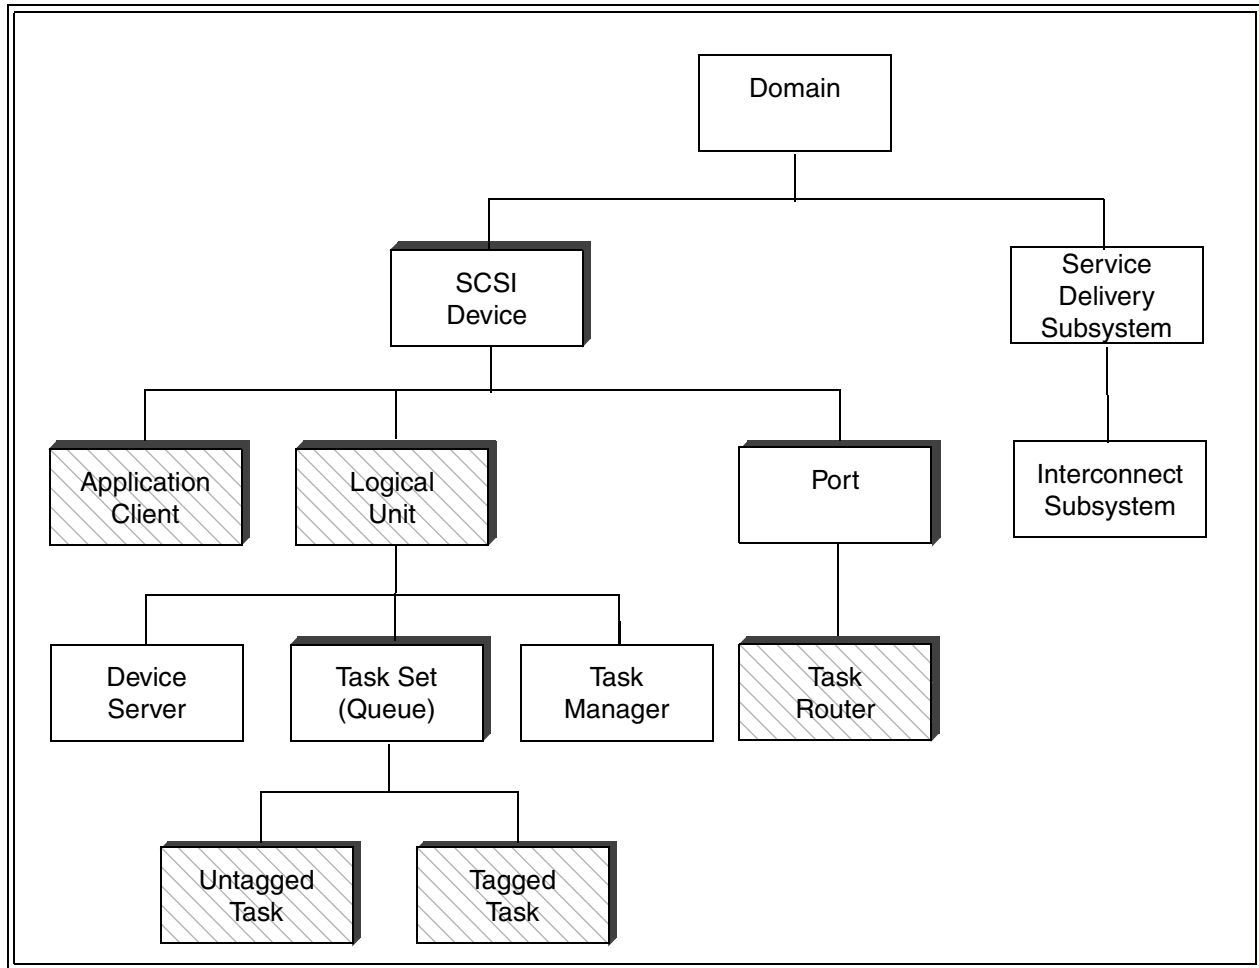 Domain
SCSI
Device
Service
Delivery
Subsystem
Application
Client
Logical
Unit
Port
Interconnect
Subsystem
Device
Server
Task Set
(Queue)
Task
Manager
Task
Router
Untagged
Task
Tagged
Task